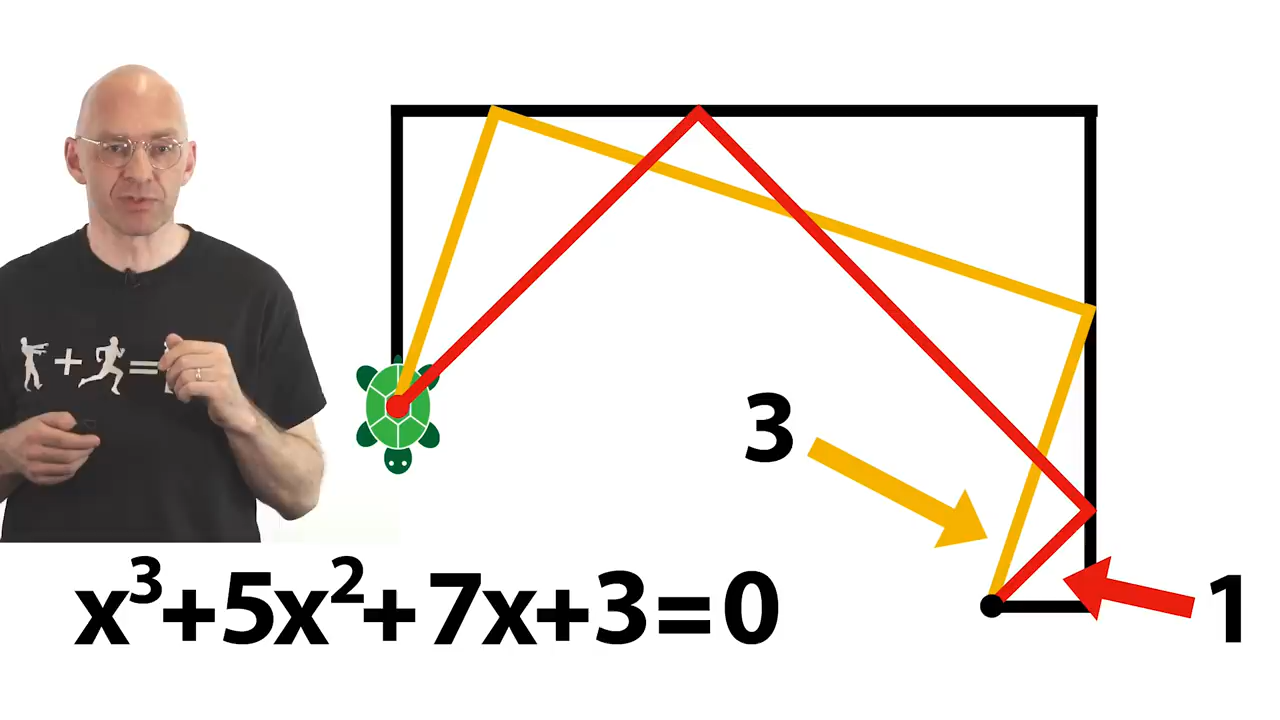 3
1
x³+5x²+7x+3=0
+ =